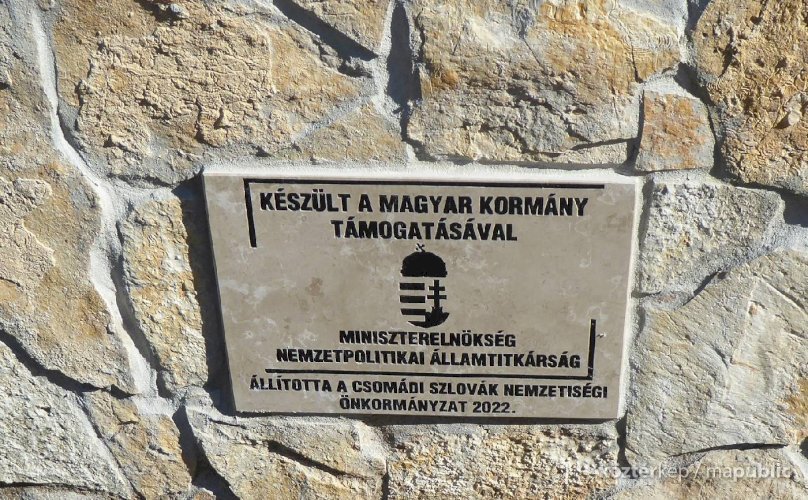 KÉSZÜLT A MAGYAR KORMÁNY
TÁMOGATÁSÁVAL
MINISZTERELNÖKSÉG
NEMZETPOLITIKAI ÁLLAMTITKÁRSÁG
ÁLLÍTOTTA A CSOMÁDI SZLOVÁK NEMZETISÉGI
ÖNKORMÁNYZAT 2022.
köztérkép / mapublic